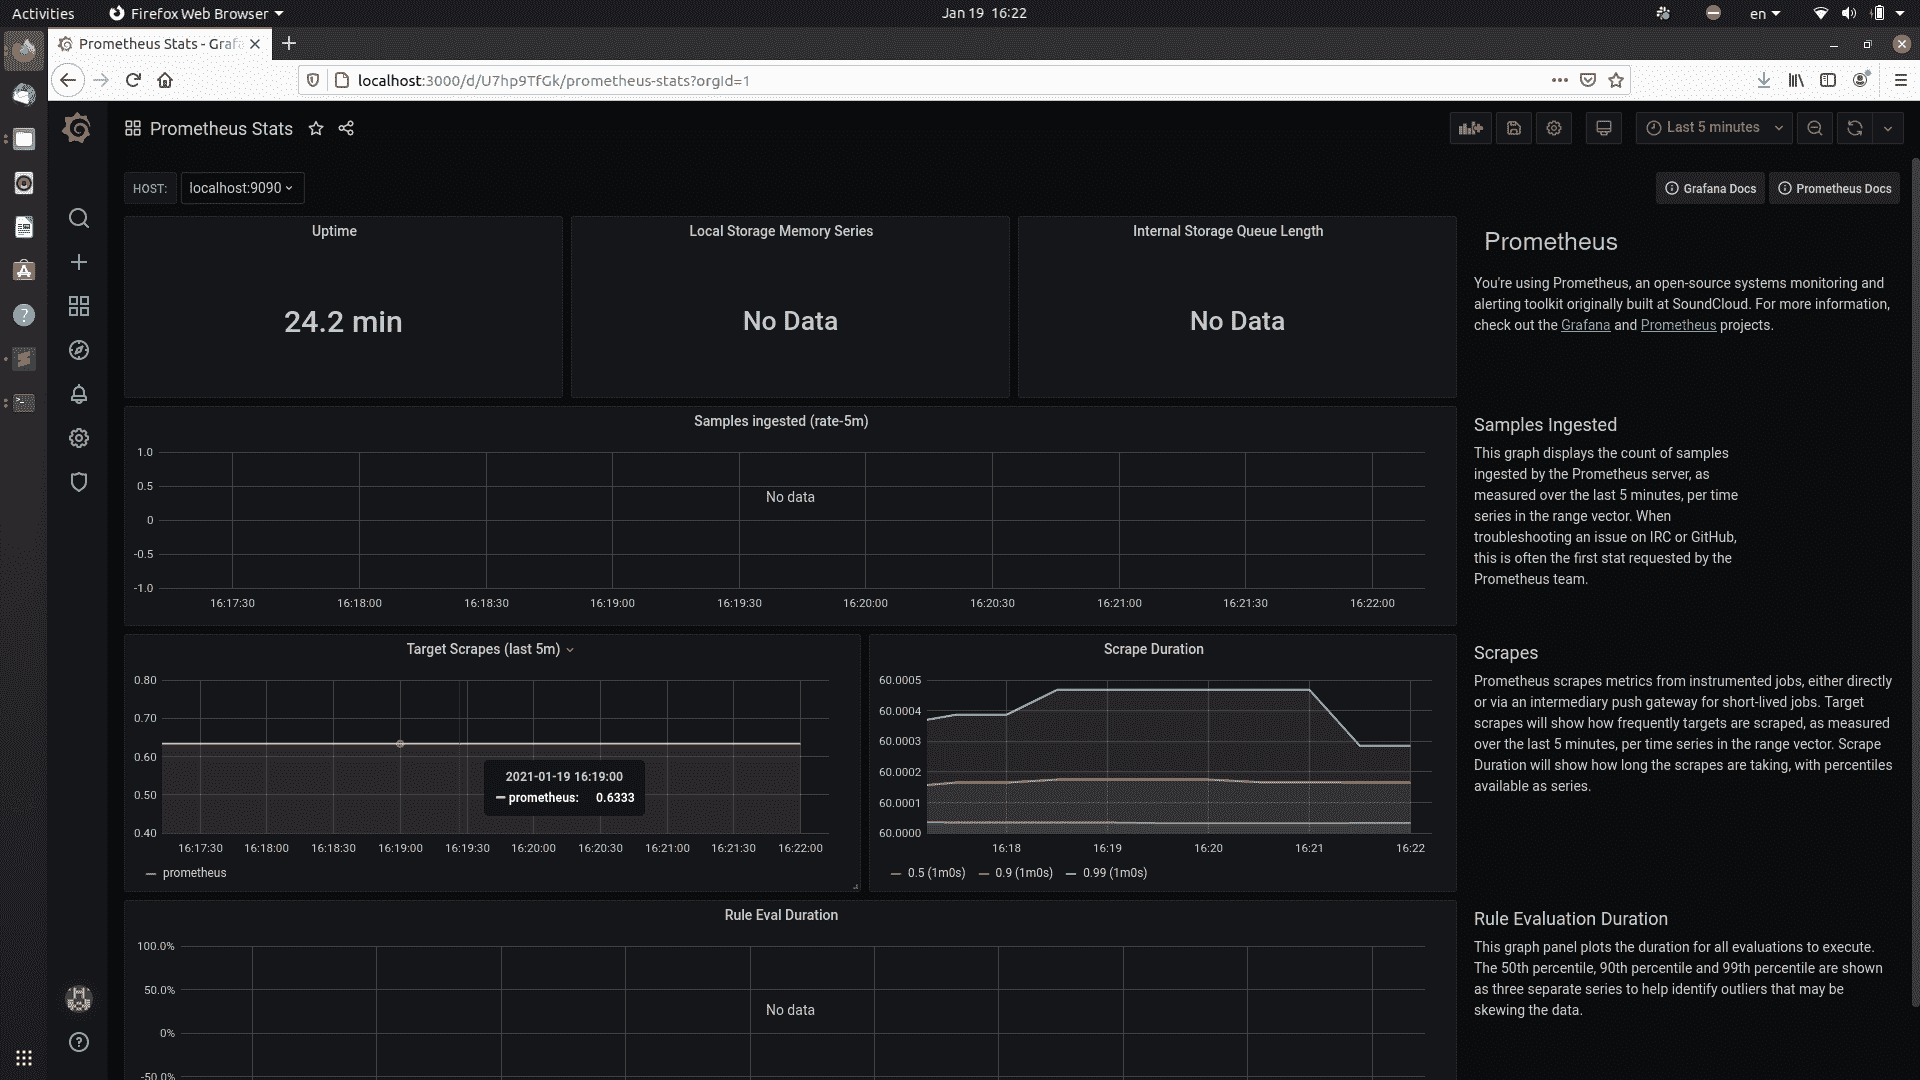 Activities Firefox Web Browser Jan 19 16:22 en
Prometheus Stats - Grafa
localhost:3000/d/U7hp9TfGk/prometheus-stats?orgId=1
Prometheus Stats Last 5 minutes
HOST: localhost:9090 Grafana Docs Prometheus Docs
Uptime
24.2 min
Local Storage Memory Series
No Data
Internal Storage Queue Length
No Data
Prometheus
You're using Prometheus, an open-source systems monitoring and
alerting toolkit originally built at SoundCloud. For more information,
check out the Grafana and Prometheus projects.
Samples ingested (rate-5m)
1.0
0.5
0
-0.5
-1.0
No data
16:17:30 16:18:00 16:18:30 16:19:00 16:19:30 16:20:00 16:20:30 16:21:00 16:21:30 16:22:00
Samples Ingested
This graph displays the count of samples
ingested by the Prometheus server, as
measured over the last 5 minutes, per time
series in the range vector. When
troubleshooting an issue on IRC or GitHub,
this is often the first stat requested by the
Prometheus team.
Target Scrapes (last 5m)
0.80
0.70
0.60
0.50
0.40
2021-01-19 16:19:00
prometheus: 0.6333
16:17:30 16:18:00 16:18:30 16:19:00 16:19:30 16:20:00 16:20:30 16:21:00 16:21:30 16:22:00
prometheus
Scrape Duration
60.0005
60.0004
60.0003
60.0002
60.0001
60.0000
16:18 16:19 16:20 16:21 16:22
0.5 (1m0s) 0.9 (1m0s) 0.99 (1m0s)
Scrapes
Prometheus scrapes metrics from instrumented jobs, either directly
or via an intermediary push gateway for short-lived jobs. Target
scrapes will show how frequently targets are scraped, as measured
over the last 5 minutes, per time series in the range vector. Scrape
Duration will show how long the scrapes are taking, with percentiles
available as series.
Rule Eval Duration
100.0%
50.0%
0%
-50.0%
No data
Rule Evaluation Duration
This graph panel plots the duration for all evaluations to execute.
The 50th percentile, 90th percentile and 99th percentile are shown
as three separate series to help identify outliers that may be
skewing the data.